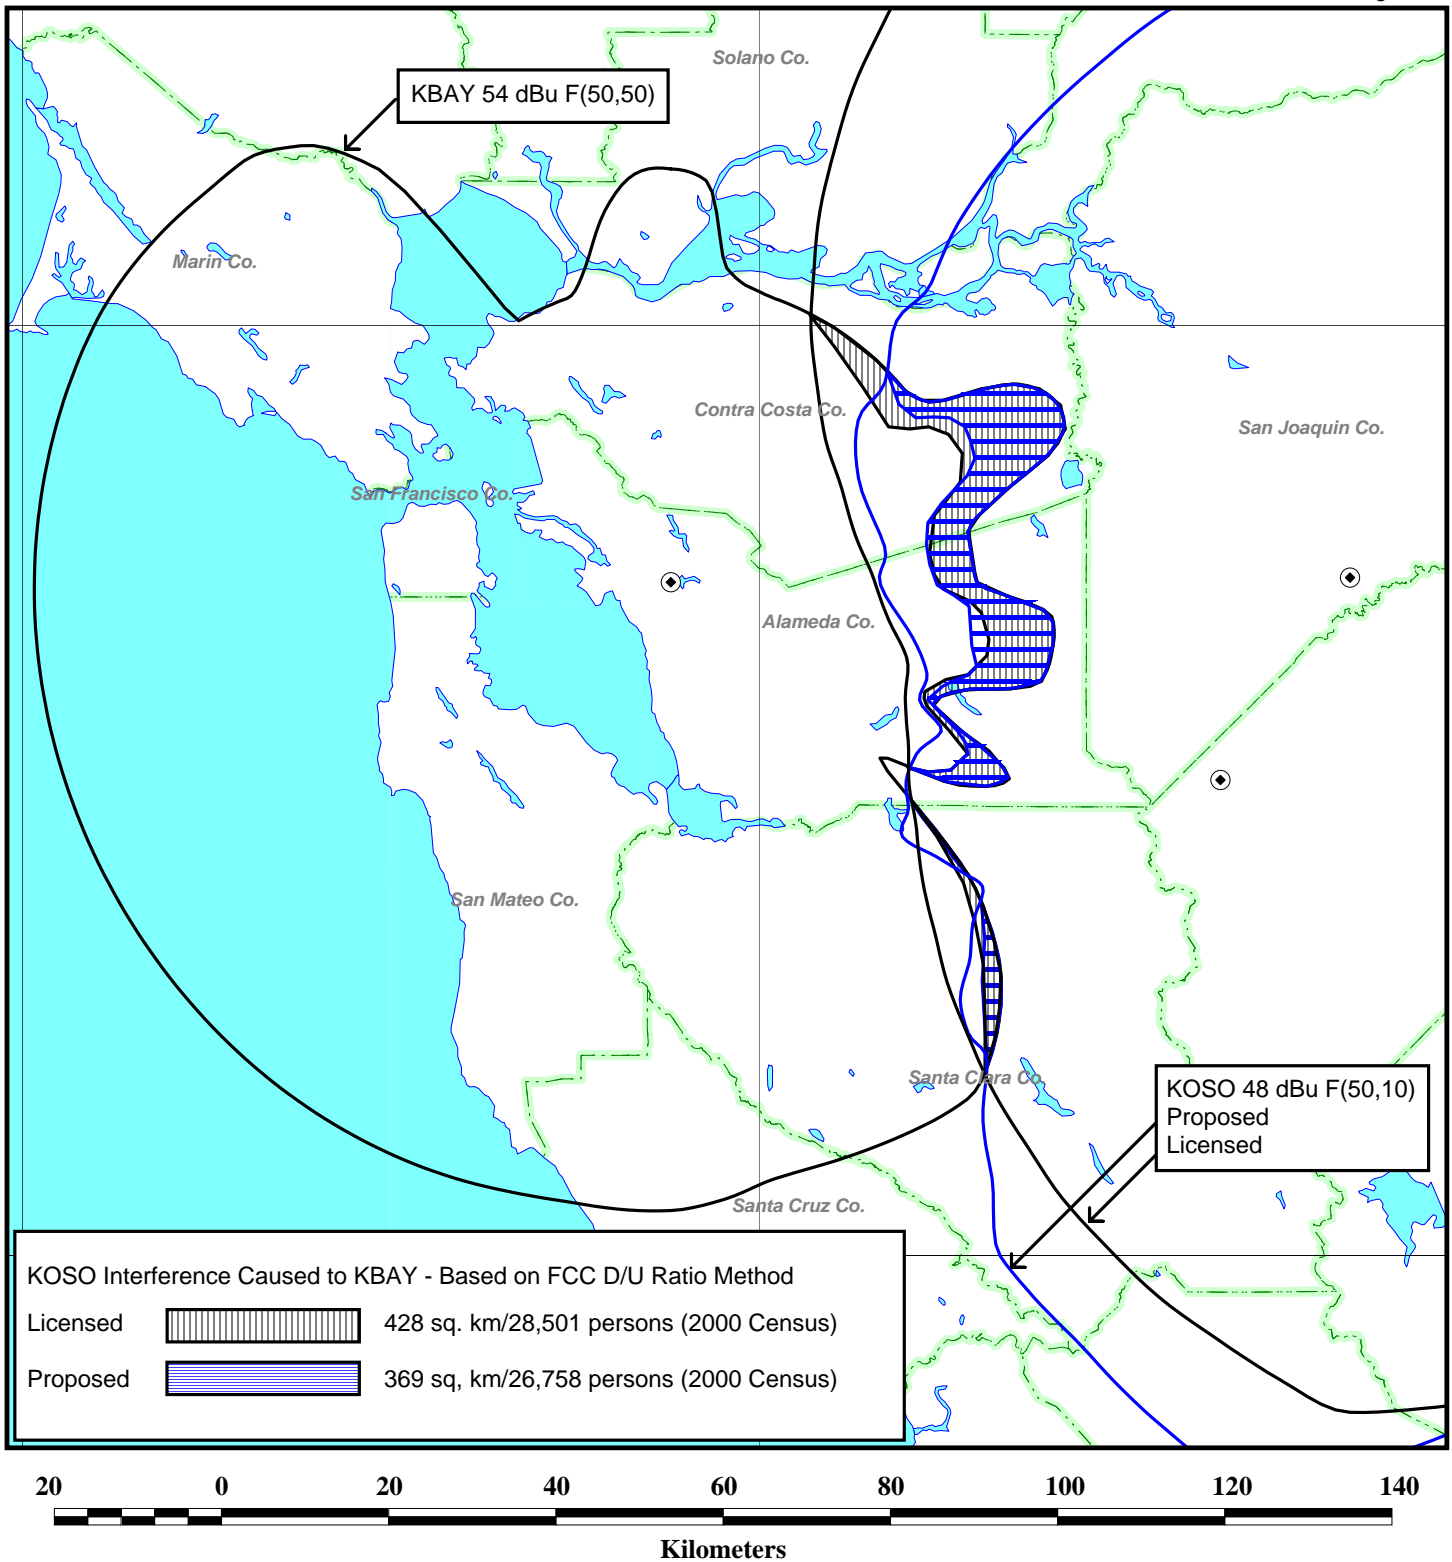 Solano Co.
KBAY 54 dBu F(50,50)
Marin Co.
Contra Costa Co.
San Joaquin Co.
San Francisco Co.
Alameda Co.
San Mateo Co.
Santa Clara Co.
KOSO 48 dBu F(50,10)
Proposed
Licensed
Santa Cruz Co.
KOSO Interference Caused to KBAY - Based on FCC D/U Ratio Method
Licensed 428 sq. km/28,501 persons (2000 Census)
Proposed 369 sq, km/26,758 persons (2000 Census)
20 0 20 40 60 80 100 120 140
Kilometers